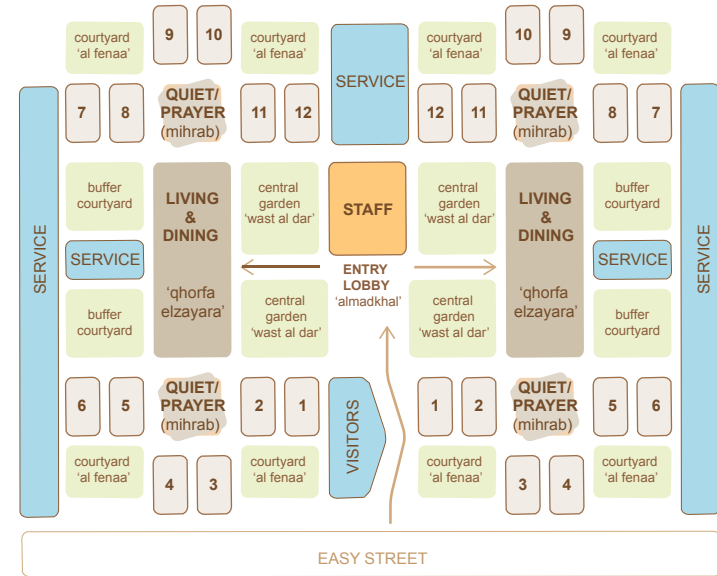 9
10
10
9
courtyard
'al fenaa'
courtyard
'al fenaa'
courtyard
'al fenaa'
courtyard
'al fenaa'
SERVICE
7
8
QUIET/
PRAYER
(mihrab)
11
12
12
11
QUIET/
PRAYER
(mihrab)
8
7
SERVICE
buffer
courtyard
LIVING
&
DINING
'qhorfa
elzayara'
central
garden
'wast al dar'
STAFF
central
garden
'wast al dar'
LIVING
&
DINING
'qhorfa
elzayara'
buffer
courtyard
SERVICE
SERVICE
ENTRY
LOBBY
'almadkhal'
SERVICE
buffer
courtyard
central
garden
'wast al dar'
central
garden
'wast al dar'
buffer
courtyard
6
5
QUIET/
PRAYER
(mihrab)
2
1
VISITORS
1
2
QUIET/
PRAYER
(mihrab)
5
6
courtyard
'al fenaa'
4
3
courtyard
'al fenaa'
courtyard
'al fenaa'
3
4
courtyard
'al fenaa'
EASY STREET